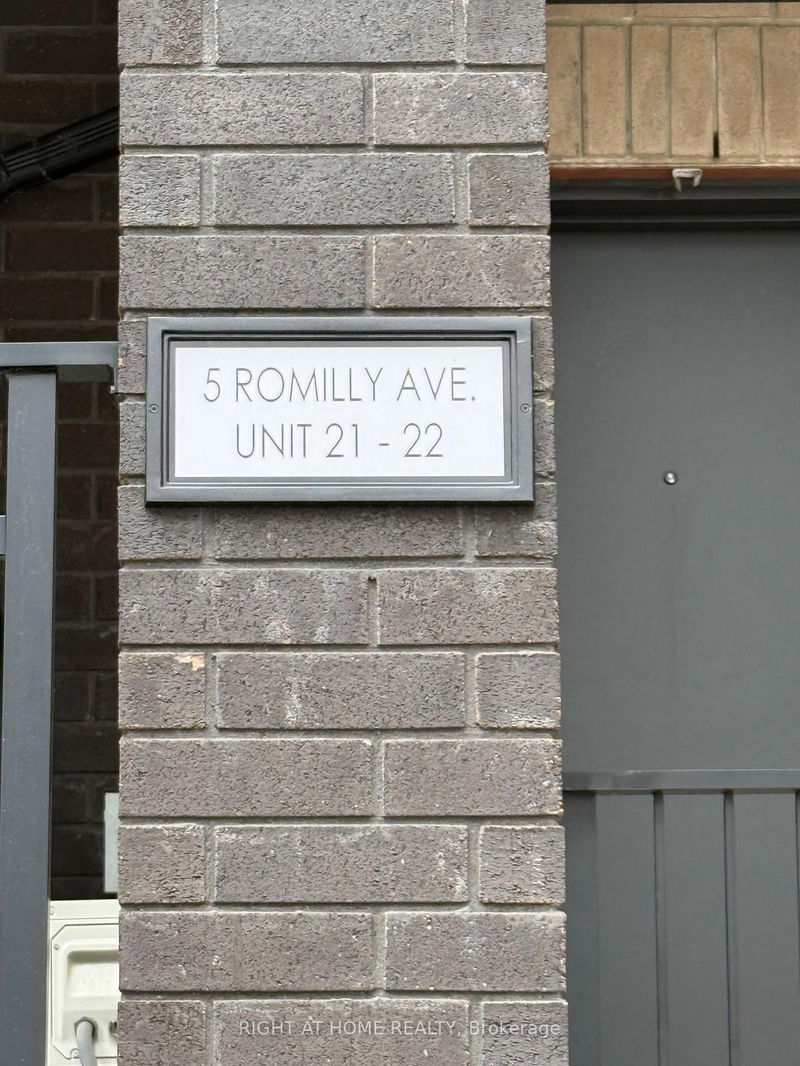 5 ROMILLY AVE.
UNIT 21 - 22
RIGHT AT HOME REALTY, Brokerage